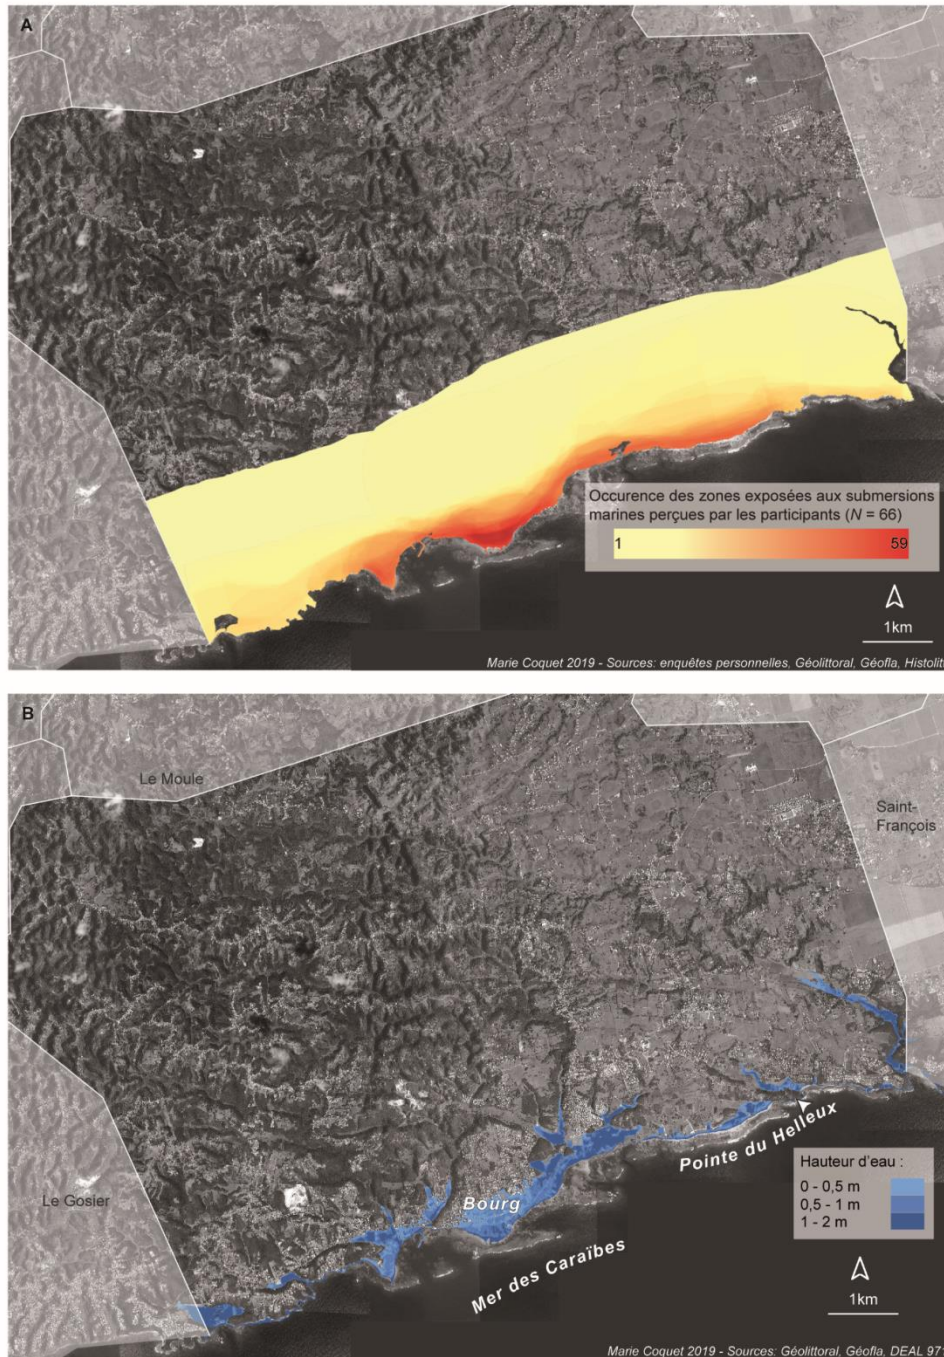 A
Occurence des zones exposées aux submersions
marines perçues par les participants (N = 66)
1
59
1km
Marie Coquet 2019 - Sources: enquêtes personnelles, Géolittoral, Géofla, Histolitt
B
Le Moule
Saint-
François
Pointe du Helleux
Hauteur d'eau :
0 - 0,5 m
0,5 - 1 m
1 - 2 m
Le Gosier
Bourg
Mer des Caraïbes
1km
Marie Coquet 2019 - Sources: Géolittoral, Géofla, DEAL 971